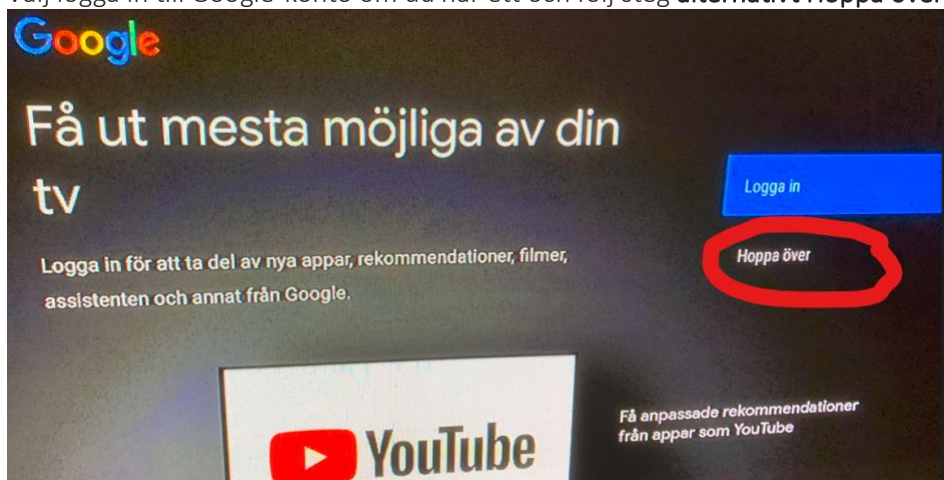 Välj logga in till Google-konto om du har ett och följ steg alternativt Hoppa över
Google
Få ut mesta möjliga av din
tv
Logga in för att ta del av nya appar, rekommendationer, filmer,
assistenten och annat från Google.
Logga in
Hoppa över
YouTube
Få anpassade rekommendationer
från appar som YouTube